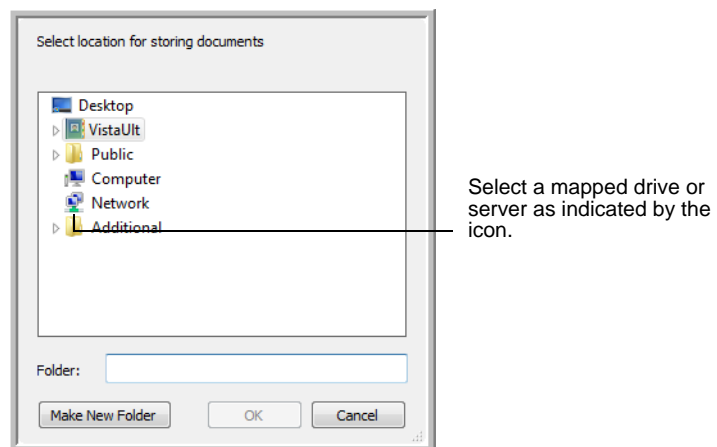 Select location for storing documents
Desktop
VistaUlt
Public
Computer
Network
Additional
Select a mapped drive or
server as indicated by the
icon.
Folder:
Make New Folder
OK
Cancel